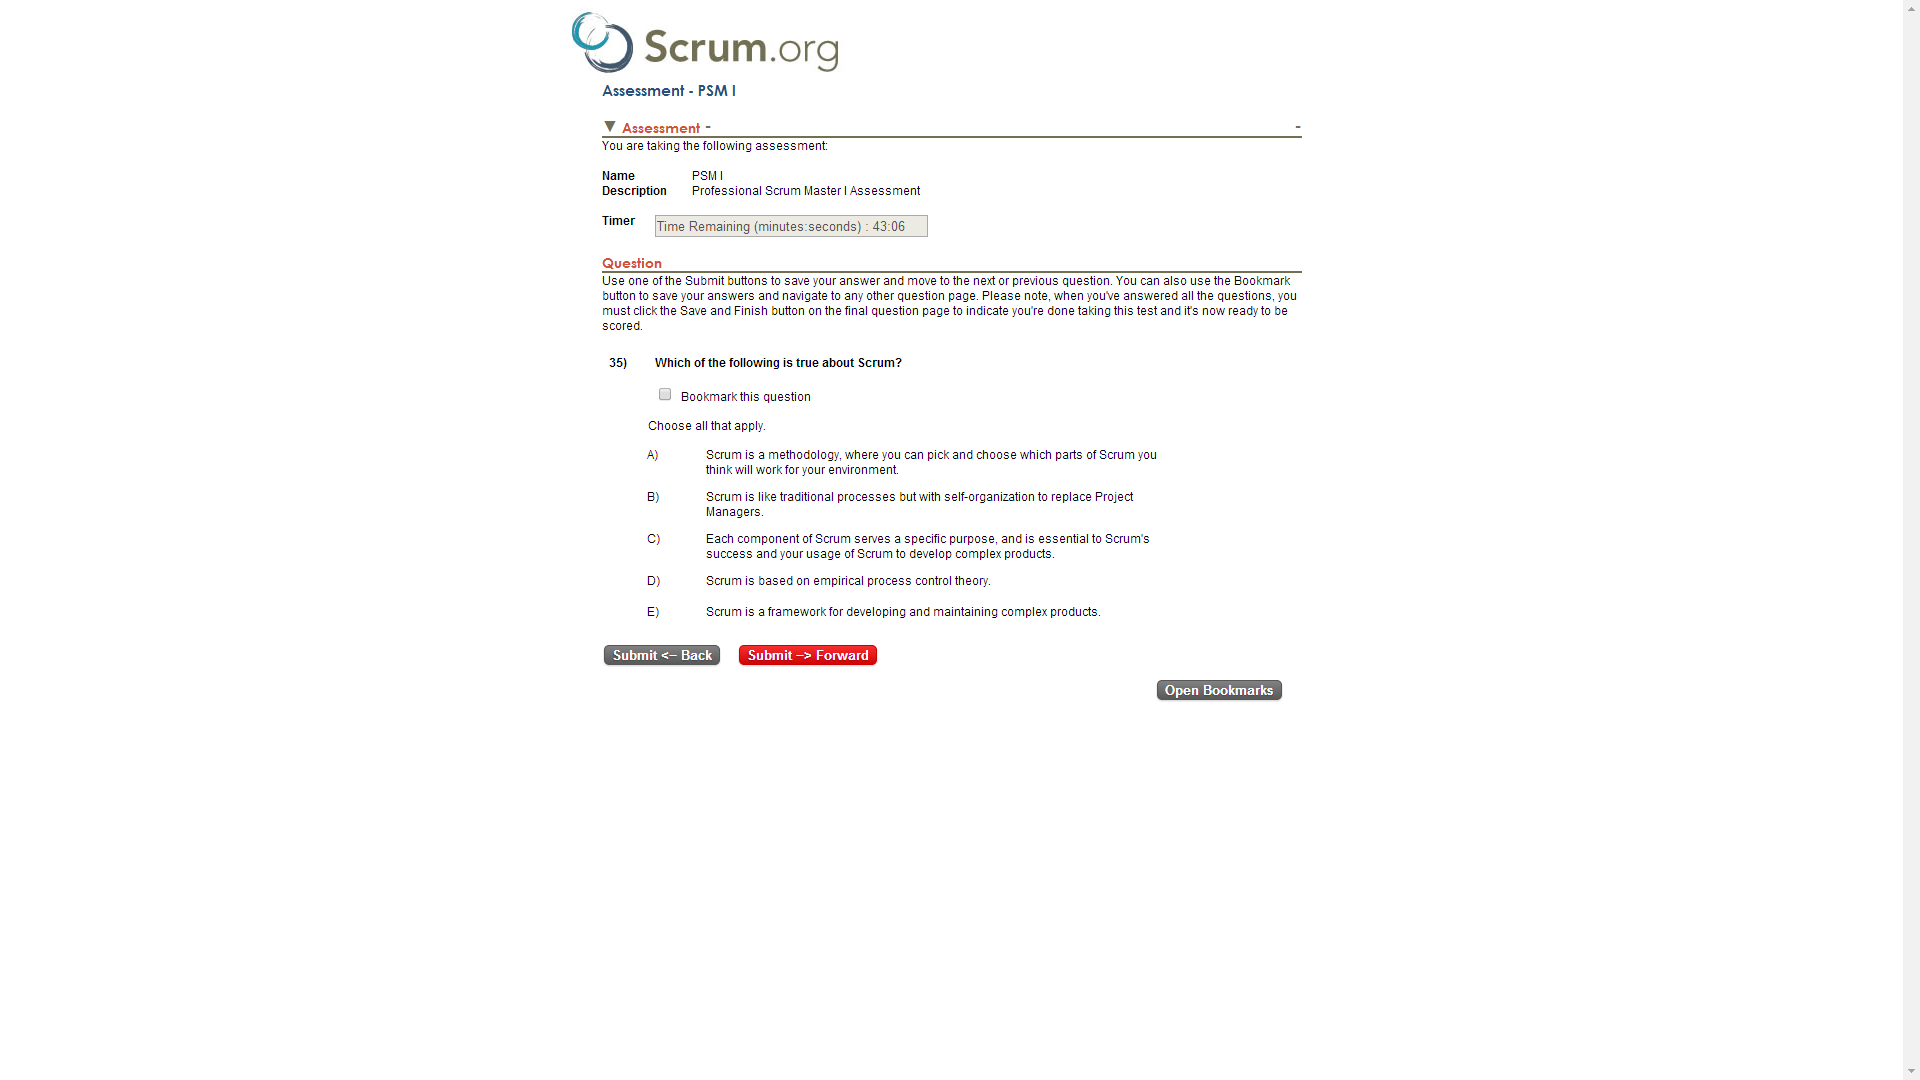 Scrum.org
Assessment - PSM I
▼ Assessment - -
You are taking the following assessment:
Name PSM I
Description Professional Scrum Master I Assessment
Timer Time Remaining (minutes:seconds) : 43:06
Question
Use one of the Submit buttons to save your answer and move to the next or previous question. You can also use the Bookmark
button to save your answers and navigate to any other question page. Please note, when you've answered all the questions, you
must click the Save and Finish button on the final question page to indicate you're done taking this test and it's now ready to be
scored.
35) Which of the following is true about Scrum?
Bookmark this question
Choose all that apply.
A) Scrum is a methodology, where you can pick and choose which parts of Scrum you
think will work for your environment.
B) Scrum is like traditional processes but with self-organization to replace Project
Managers.
C) Each component of Scrum serves a specific purpose, and is essential to Scrum's
success and your usage of Scrum to develop complex products.
D) Scrum is based on empirical process control theory.
E) Scrum is a framework for developing and maintaining complex products.
Submit <-- Back Submit --> Forward
Open Bookmarks